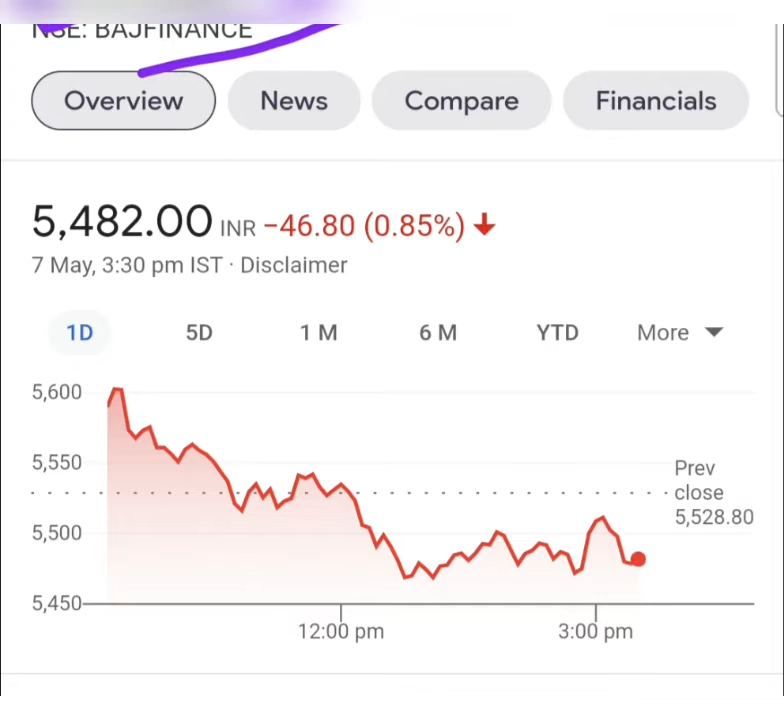 NSE: BAJFINANCE
Overview News Compare Financials
5,482.00 INR −46.80 (0.85%) ↓
7 May, 3:30 pm IST · Disclaimer
1D 5D 1 M 6 M YTD More
5,600
5,550
Prev
close
5,528.80
5,500
5,450
12:00 pm 3:00 pm